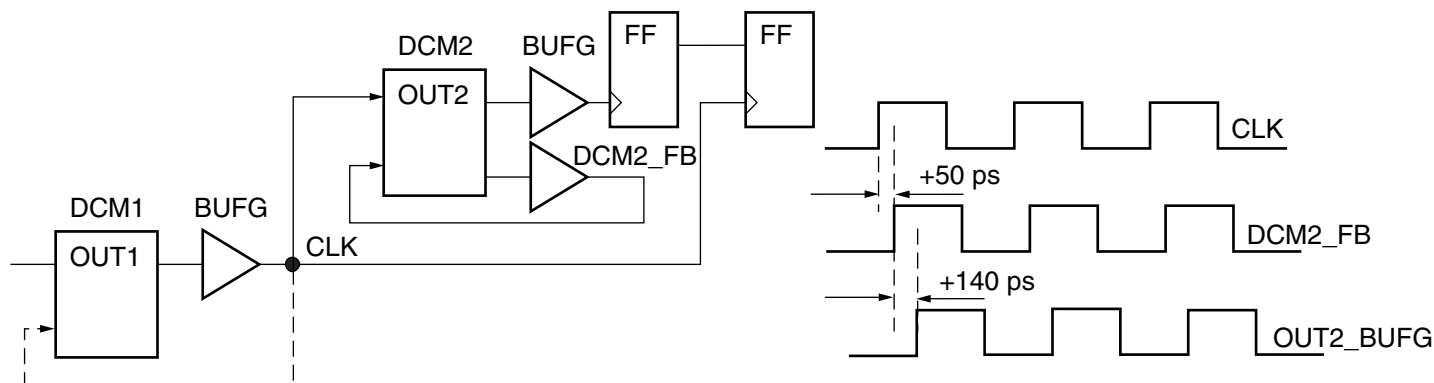 FF
FF
DCM2
BUFG
OUT2
CLK
DCM2_FB
+50 ps
DCM1
BUFG
DCM2_FB
OUT1
CLK
+140 ps
OUT2_BUFG